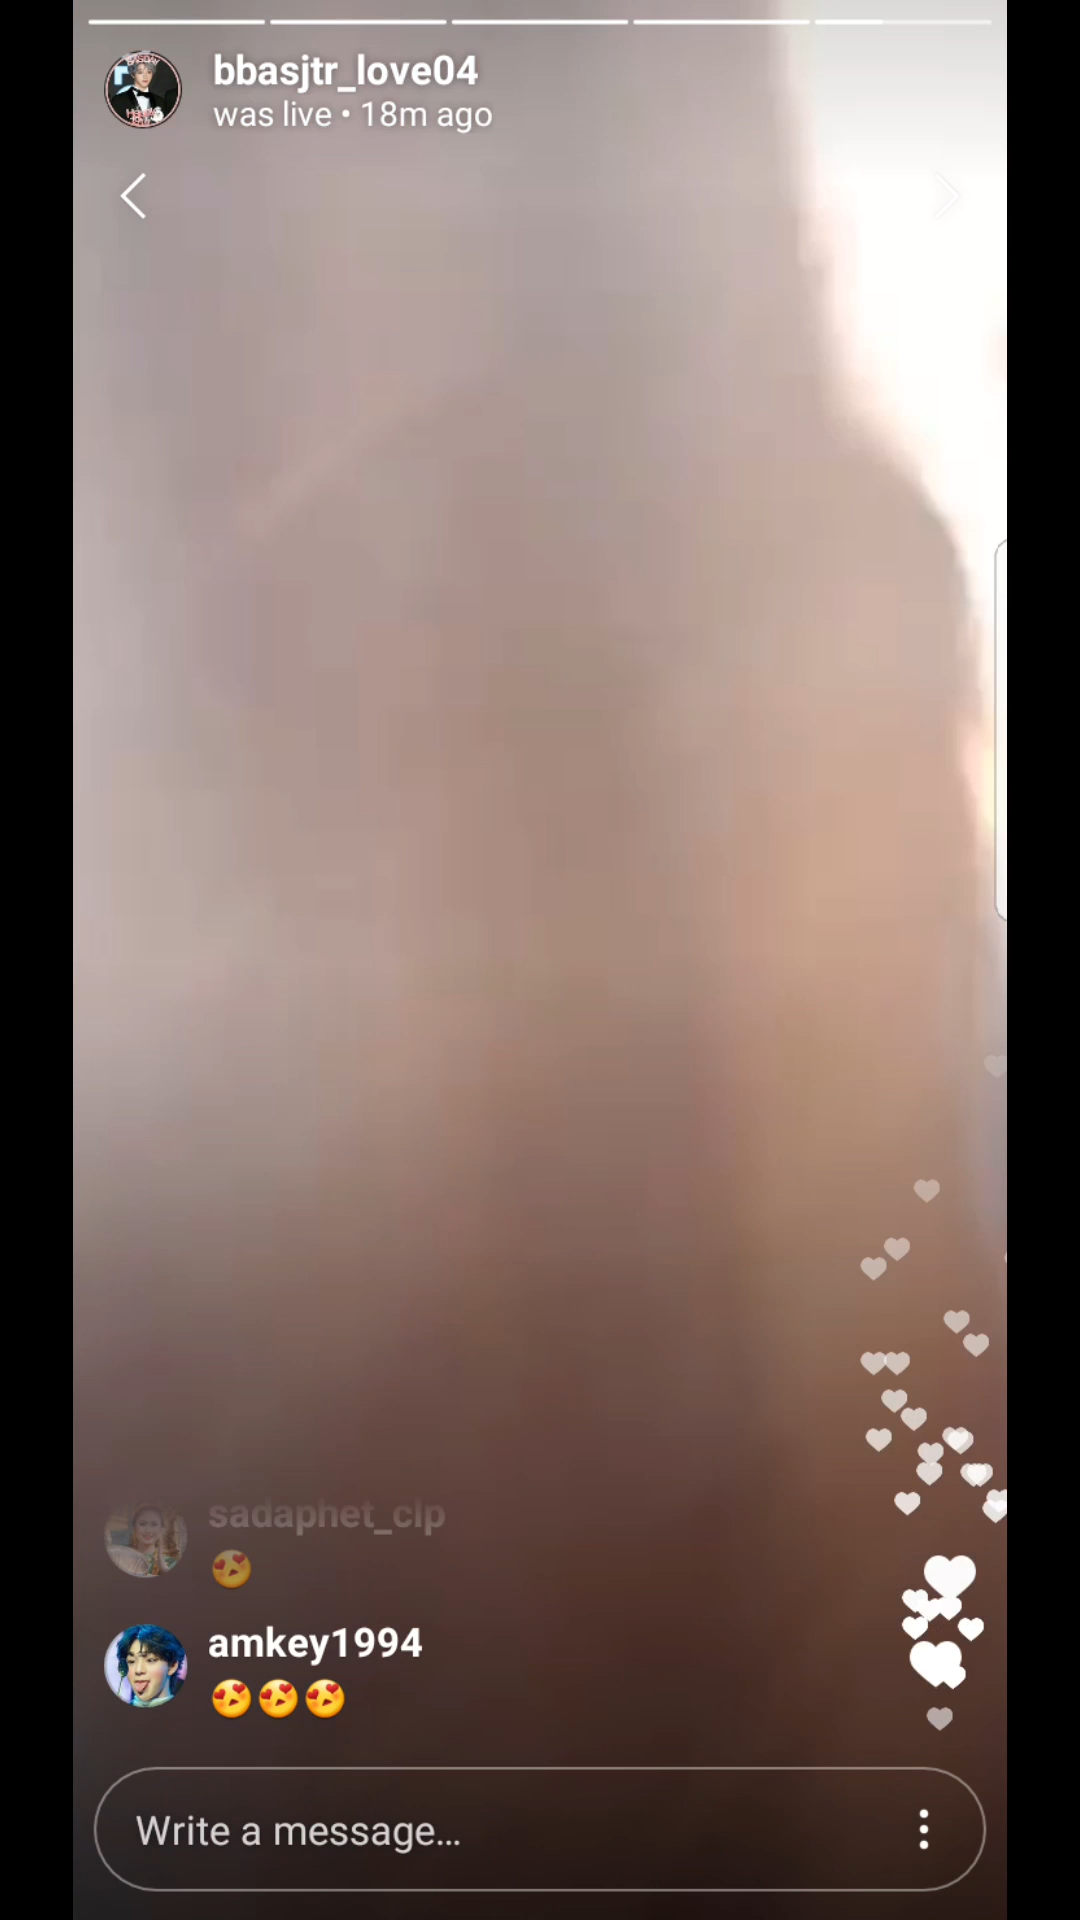 bbasjtr_love04
was live • 18m ago
sadaphet_clp
amkey1994
Write a message...